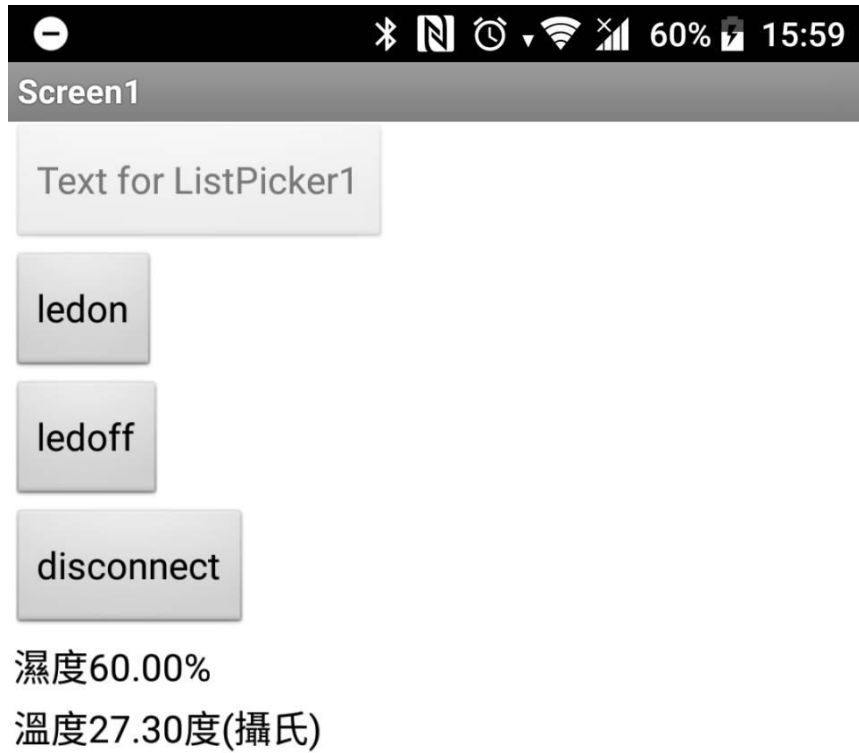 60% 15:59
Screen1
Text for ListPicker1
ledon
ledoff
disconnect
濕度60.00%
溫度27.30度(攝氏)